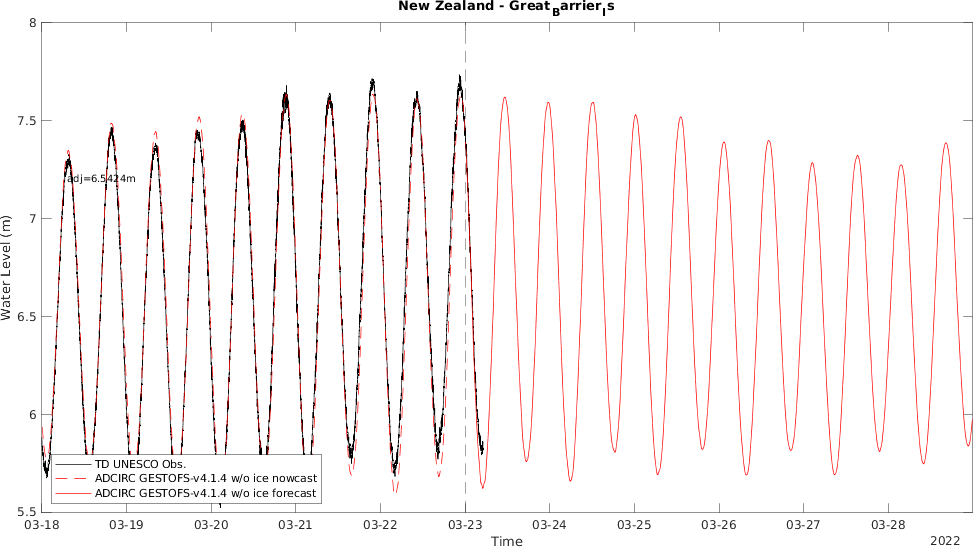 New Zealand - GreatBarrierIs
8
7.5
adj=6.5424m
7
Water Level (m)
6.5
6
TD UNESCO Obs.
ADCIRC GESTOFS-v4.1.4 w/o ice nowcast
ADCIRC GESTOFS-v4.1.4 w/o ice forecast
5.5
03-18 03-19 03-20 03-21 03-22 03-23 03-24 03-25 03-26 03-27 03-28
Time
2022